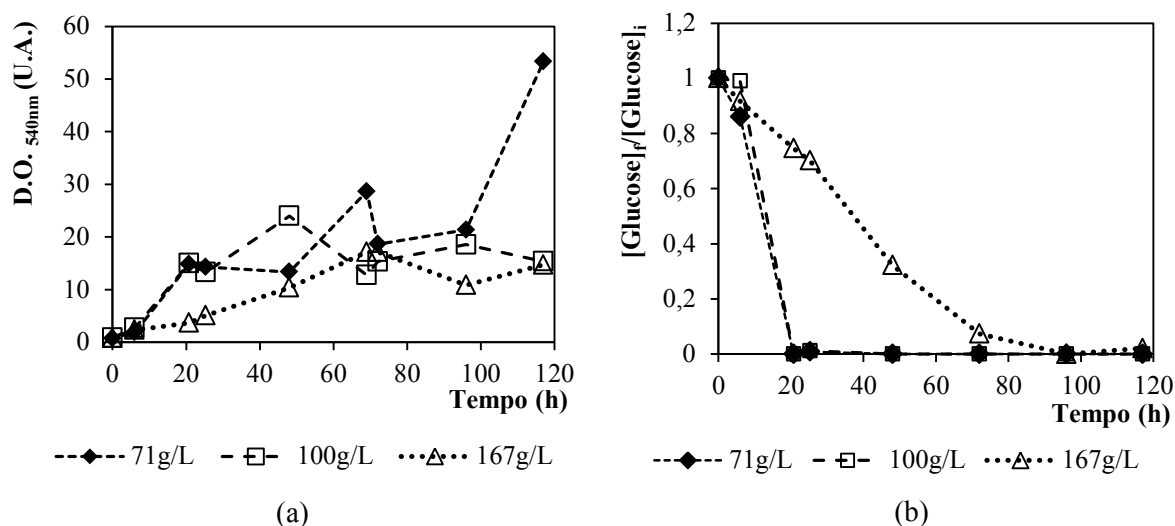 D.O. 540nm (U.A.)
60
50
40
30
20
10
0
0 20 40 60 80 100 120
Tempo (h)
71g/L 100g/L 167g/L
(a)
[Glucose]f/[Glucose]i
1,2
1
0,8
0,6
0,4
0,2
0
0 20 40 60 80 100 120
Tempo (h)
71g/L 100g/L 167g/L
(b)